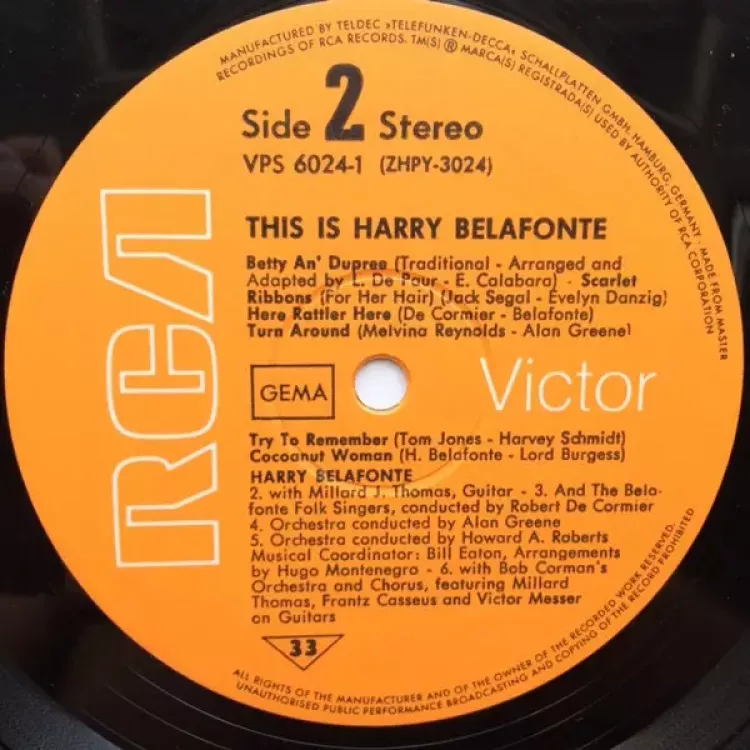 MANUFACTURED BY TELDEC »TELEFUNKEN-DECCA« SCHALLPLATTEN GMBH, HAMBURG, GERMANY · MADE FROM MASTER
RECORDINGS OF RCA RECORDS. TM(S) ® MARCA(S) REGISTRADA(S) USED BY AUTHORITY OF RCA CORPORATION
Side 2 Stereo
VPS 6024-1 (ZHPY-3024)
THIS IS HARRY BELAFONTE
Betty An' Dupree (Traditional - Arranged and
Adapted by L. De Paur - E. Calabara) · Scarlet
Ribbons (For Her Hair) (Jack Segal - Evelyn Danzig)
Here Rattler Here (De Cormier - Belafonte)
Turn Around (Melvina Reynolds - Alan Greene)
RCA
GEMA
Victor
Try To Remember (Tom Jones - Harvey Schmidt)
Cocoanut Woman (H. Belafonte - Lord Burgess)
HARRY BELAFONTE
2. with Millard J. Thomas, Guitar - 3. And The Bela-
fonte Folk Singers, conducted by Robert De Cormier
4. Orchestra conducted by Alan Greene
5. Orchestra conducted by Howard A. Roberts
Musical Coordinator: Bill Eaton, Arrangements
by Hugo Montenegro - 6. with Bob Corman's
Orchestra and Chorus, featuring Millard
Thomas, Frantz Casseus and Victor Messer
on Guitars
33
ALL RIGHTS OF THE MANUFACTURER AND OF THE OWNER OF THE RECORDED WORK RESERVED.
UNAUTHORISED PUBLIC PERFORMANCE BROADCASTING AND COPYING OF THIS RECORD PROHIBITED